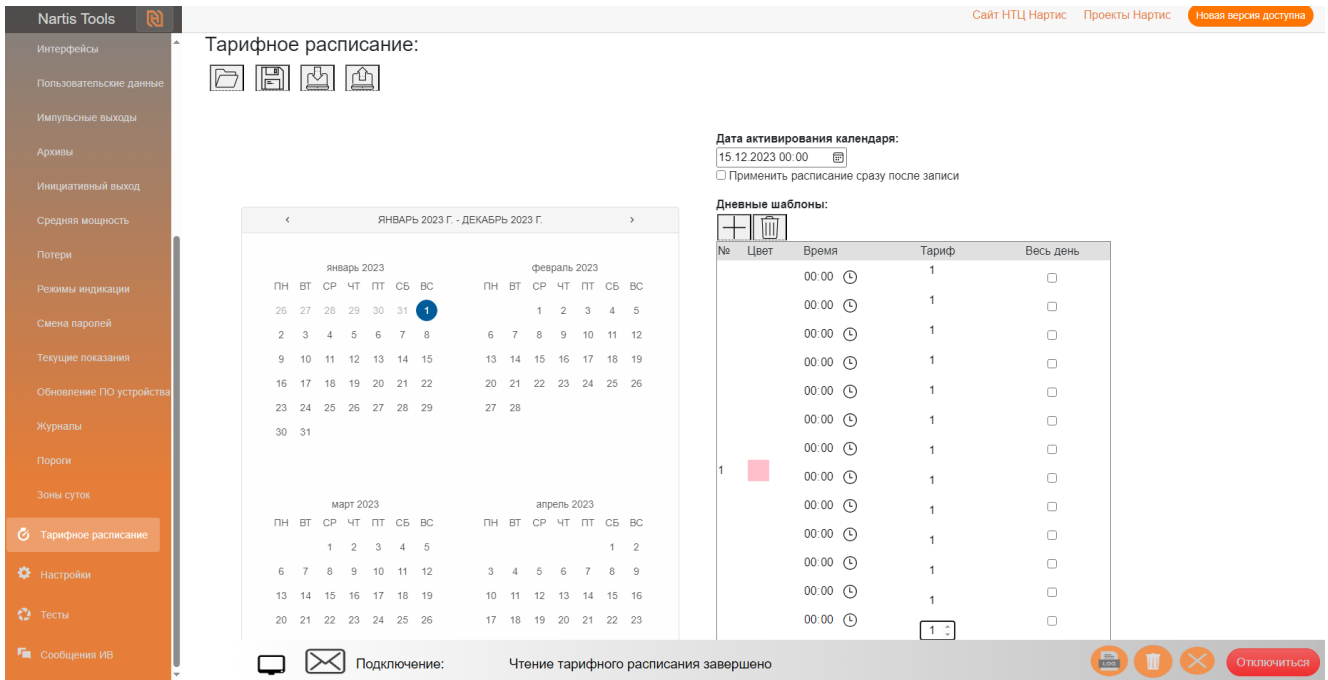 Nartis Tools
Сайт НТЦ Нартис Проекты Нартис Новая версия доступна
Интерфейсы
Пользовательские данные
Импульсные выходы
Архивы
Инициативный выход
Средняя мощность
Потери
Режимы индикации
Смена паролей
Текущие показания
Обновление ПО устройства
Журналы
Пороги
Зоны суток
Тарифное расписание
Настройки
Тесты
Сообщения ИВ
Тарифное расписание:
ЯНВАРЬ 2023 Г. - ДЕКАБРЬ 2023 Г.
январь 2023
ПН ВТ СР ЧТ ПТ СБ ВС
26 27 28 29 30 31 1
2 3 4 5 6 7 8
9 10 11 12 13 14 15
16 17 18 19 20 21 22
23 24 25 26 27 28 29
30 31
февраль 2023
ПН ВТ СР ЧТ ПТ СБ ВС
1 2 3 4 5
6 7 8 9 10 11 12
13 14 15 16 17 18 19
20 21 22 23 24 25 26
27 28
март 2023
ПН ВТ СР ЧТ ПТ СБ ВС
1 2 3 4 5
6 7 8 9 10 11 12
13 14 15 16 17 18 19
20 21 22 23 24 25 26
апрель 2023
ПН ВТ СР ЧТ ПТ СБ ВС
1 2
3 4 5 6 7 8 9
10 11 12 13 14 15 16
17 18 19 20 21 22 23
Дата активирования календаря:
15.12.2023 00:00
Применить расписание сразу после записи
Дневные шаблоны:
№ Цвет Время Тариф Весь день
00:00 1
00:00 1
00:00 1
00:00 1
00:00 1
00:00 1
00:00 1
1 00:00 1
00:00 1
00:00 1
00:00 1
00:00 1
00:00 1
Подключение: Чтение тарифного расписания завершено
LOG
Отключиться